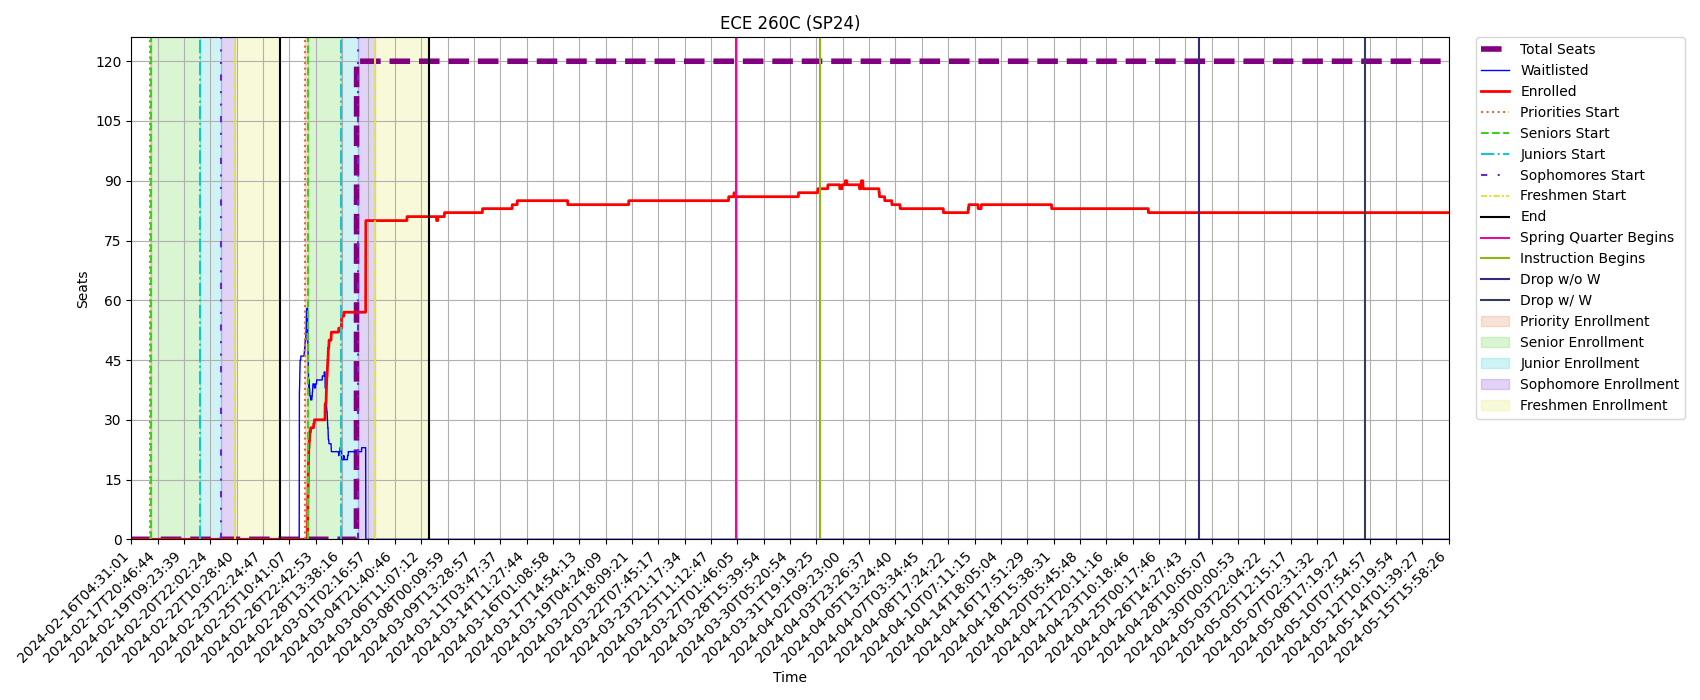 ECE 260C (SP24)
Seats
120
105
90
75
60
45
30
15
0
2024-02-16T04:31:01
2024-02-17T20:46:44
2024-02-19T09:23:39
2024-02-20T22:02:24
2024-02-22T10:28:40
2024-02-23T22:24:47
2024-02-25T10:41:07
2024-02-26T22:42:53
2024-02-28T13:38:16
2024-03-01T02:16:57
2024-03-04T21:40:46
2024-03-06T11:07:12
2024-03-08T00:09:59
2024-03-09T13:28:57
2024-03-11T03:47:37
2024-03-14T11:27:44
2024-03-16T01:08:58
2024-03-17T14:54:13
2024-03-19T04:24:09
2024-03-20T18:09:21
2024-03-22T07:45:17
2024-03-23T21:17:34
2024-03-25T11:12:47
2024-03-27T01:46:05
2024-03-28T15:39:54
2024-03-30T05:20:54
2024-03-31T19:19:25
2024-04-02T09:23:00
2024-04-03T23:26:37
2024-04-05T13:24:40
2024-04-07T03:34:45
2024-04-08T17:24:22
2024-04-10T07:11:15
2024-04-14T18:05:04
2024-04-16T17:51:29
2024-04-18T15:38:31
2024-04-20T05:45:48
2024-04-21T20:11:16
2024-04-23T10:18:46
2024-04-25T00:17:46
2024-04-26T14:27:43
2024-04-28T10:05:07
2024-04-30T00:00:53
2024-05-03T22:04:22
2024-05-05T12:15:17
2024-05-07T02:31:32
2024-05-08T17:19:27
2024-05-10T07:54:57
2024-05-12T10:19:54
2024-05-14T01:39:27
2024-05-15T15:58:26
Time
Total Seats
Waitlisted
Enrolled
Priorities Start
Seniors Start
Juniors Start
Sophomores Start
Freshmen Start
End
Spring Quarter Begins
Instruction Begins
Drop w/o W
Drop w/ W
Priority Enrollment
Senior Enrollment
Junior Enrollment
Sophomore Enrollment
Freshmen Enrollment